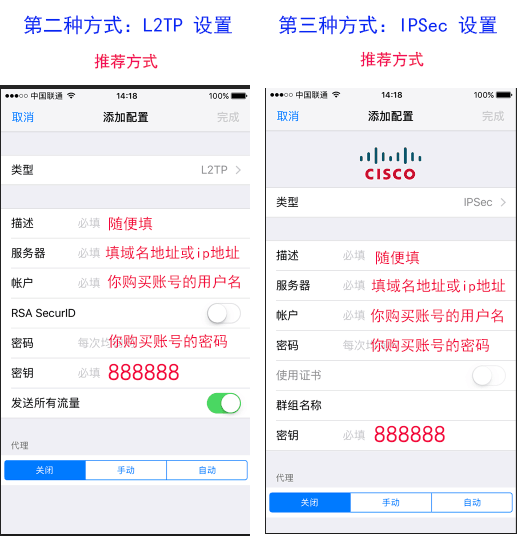 第二种方式：L2TP 设置
推荐方式
●●●○○ 中国联通 14:18 100%
取消 添加配置 完成
类型 L2TP
描述 必填 随便填
服务器 必填 填域名地址或ip地址
帐户 必填 你购买账号的用户名
RSA SecurID
密码 每次均 你购买账号的密码
密钥 必填 888888
发送所有流量
代理
关闭 手动 自动
第三种方式：IPSec 设置
推荐方式
●●●○○ 中国联通 14:18 100%
取消 添加配置 完成
CISCO
类型 IPSec
描述 必填 随便填
服务器 必填 填域名地址或ip地址
帐户 必填 你购买账号的用户名
密码 每次均 你购买账号的密码
使用证书
群组名称
密钥 必填 888888
代理
关闭 手动 自动